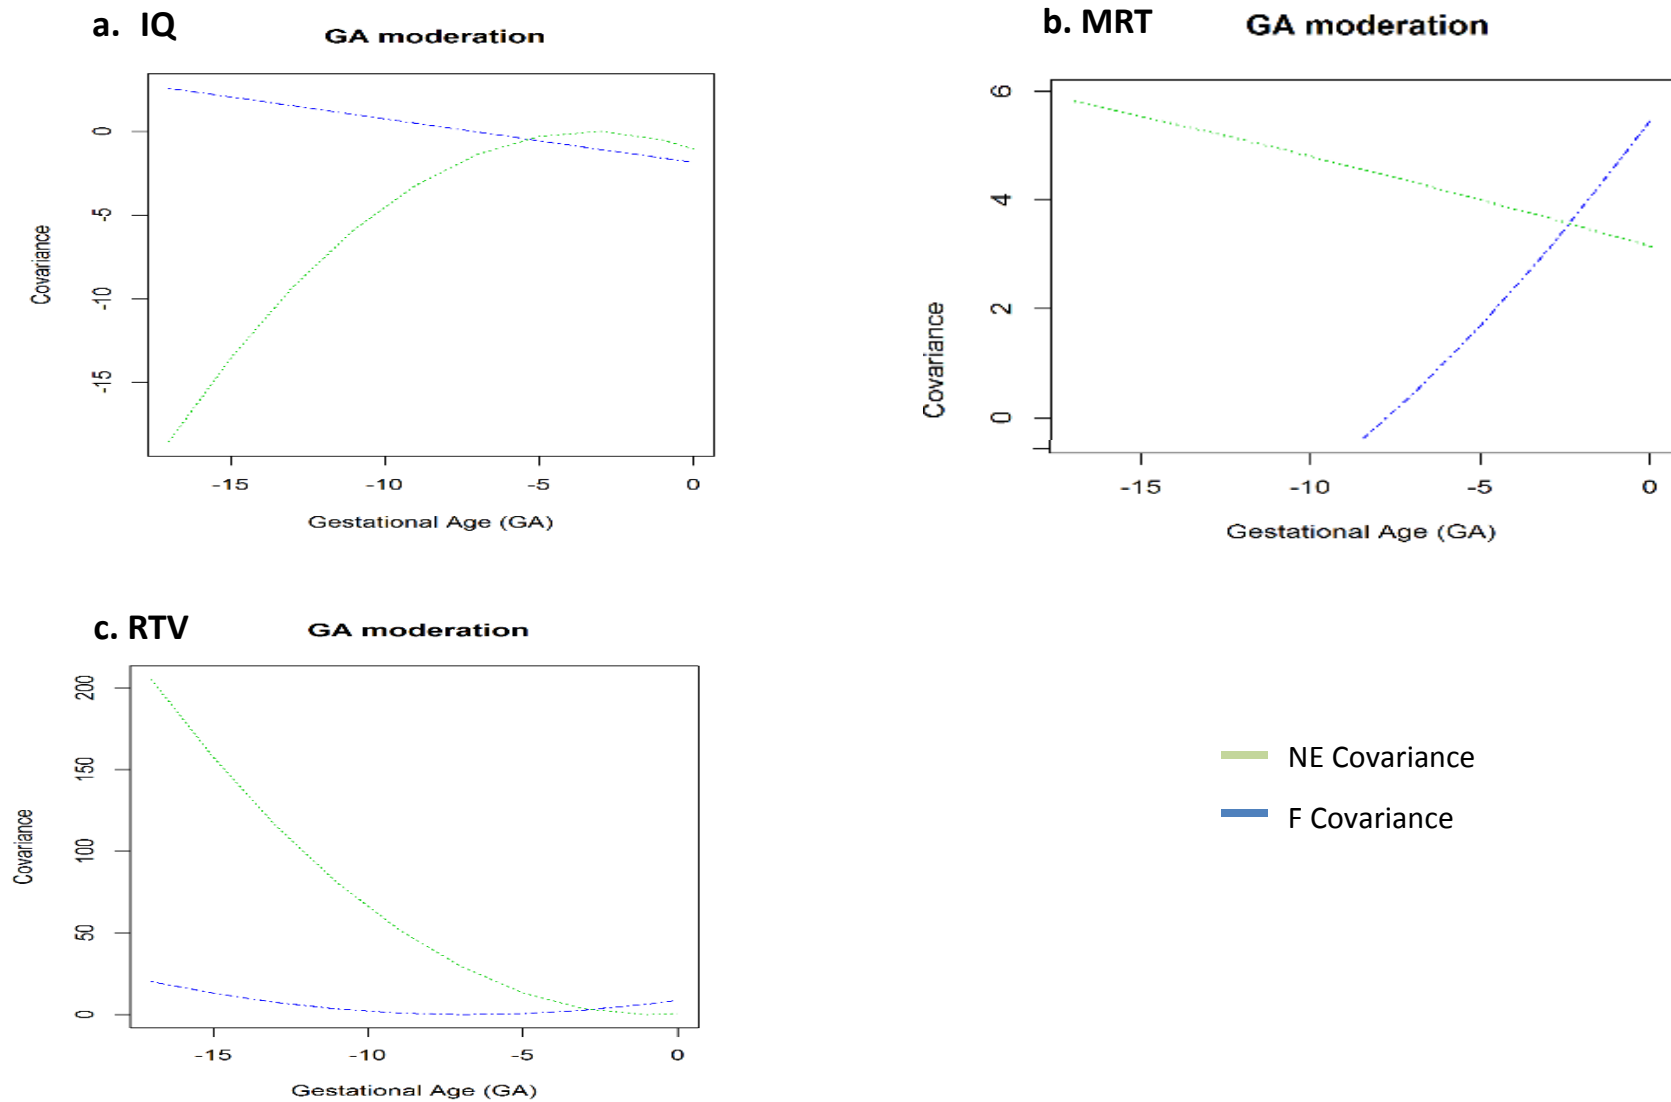 a. IQ
GA moderation
Covariance
0
-5
-10
-15
-15
-10
-5
0
Gestational Age (GA)
b. MRT
GA moderation
Covariance
6
4
2
0
-15
-10
-5
0
Gestational Age (GA)
c. RTV
GA moderation
Covariance
200
150
100
50
0
-15
-10
-5
0
Gestational Age (GA)
NE Covariance
F Covariance